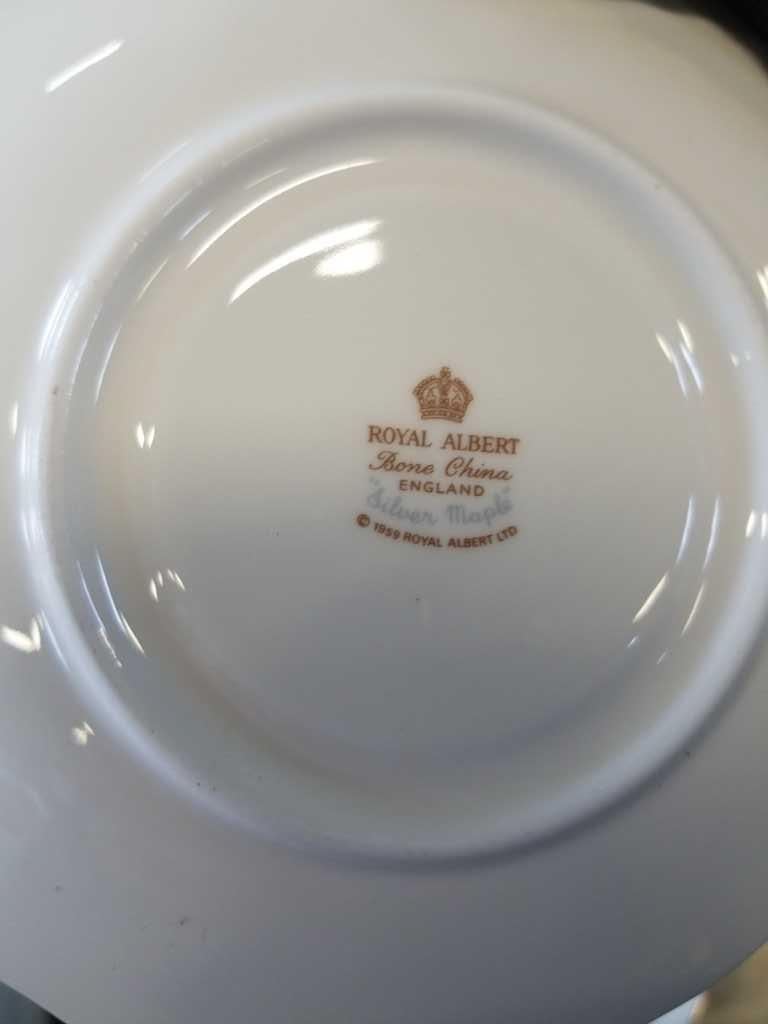 ROYAL ALBERT
Bone China
ENGLAND
"Silver Maple"
© 1959 ROYAL ALBERT LTD